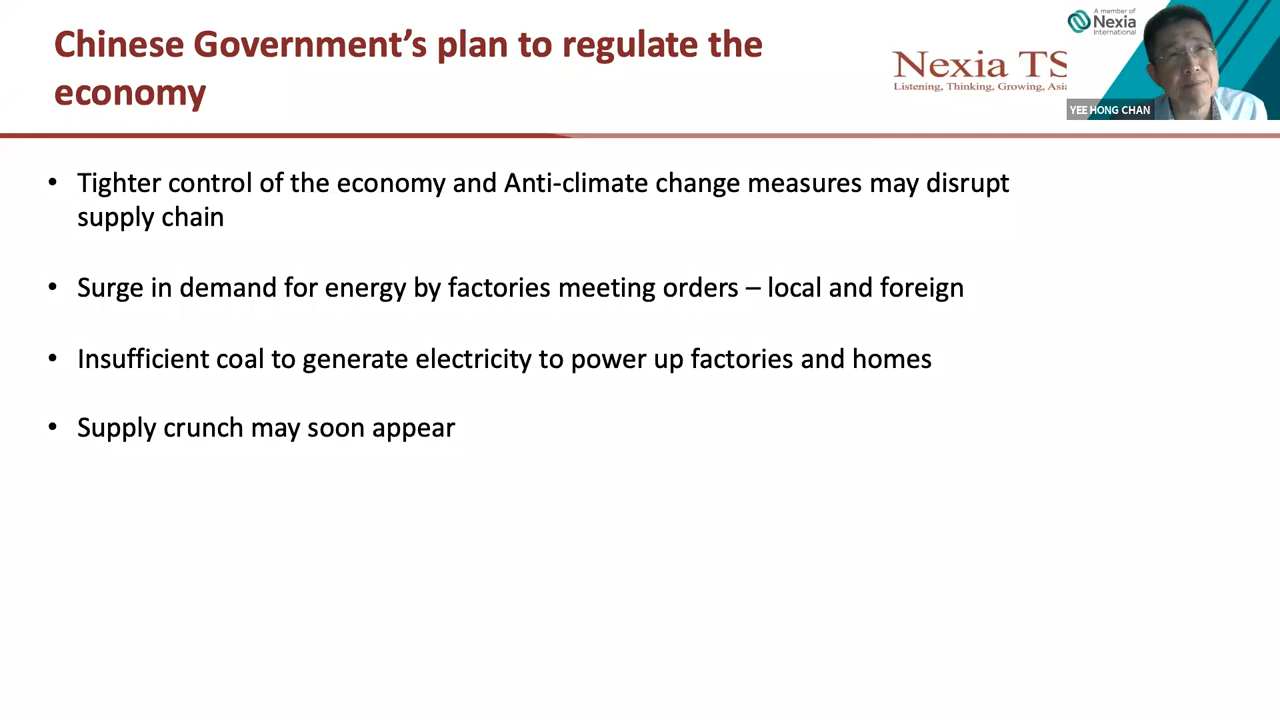 Chinese Government’s plan to regulate the
economy
Nexia TS
Listening, Thinking, Growing, Asia
A member of
Nexia
International
YEE HONG CHAN
• Tighter control of the economy and Anti-climate change measures may disrupt
supply chain
• Surge in demand for energy by factories meeting orders – local and foreign
• Insufficient coal to generate electricity to power up factories and homes
• Supply crunch may soon appear